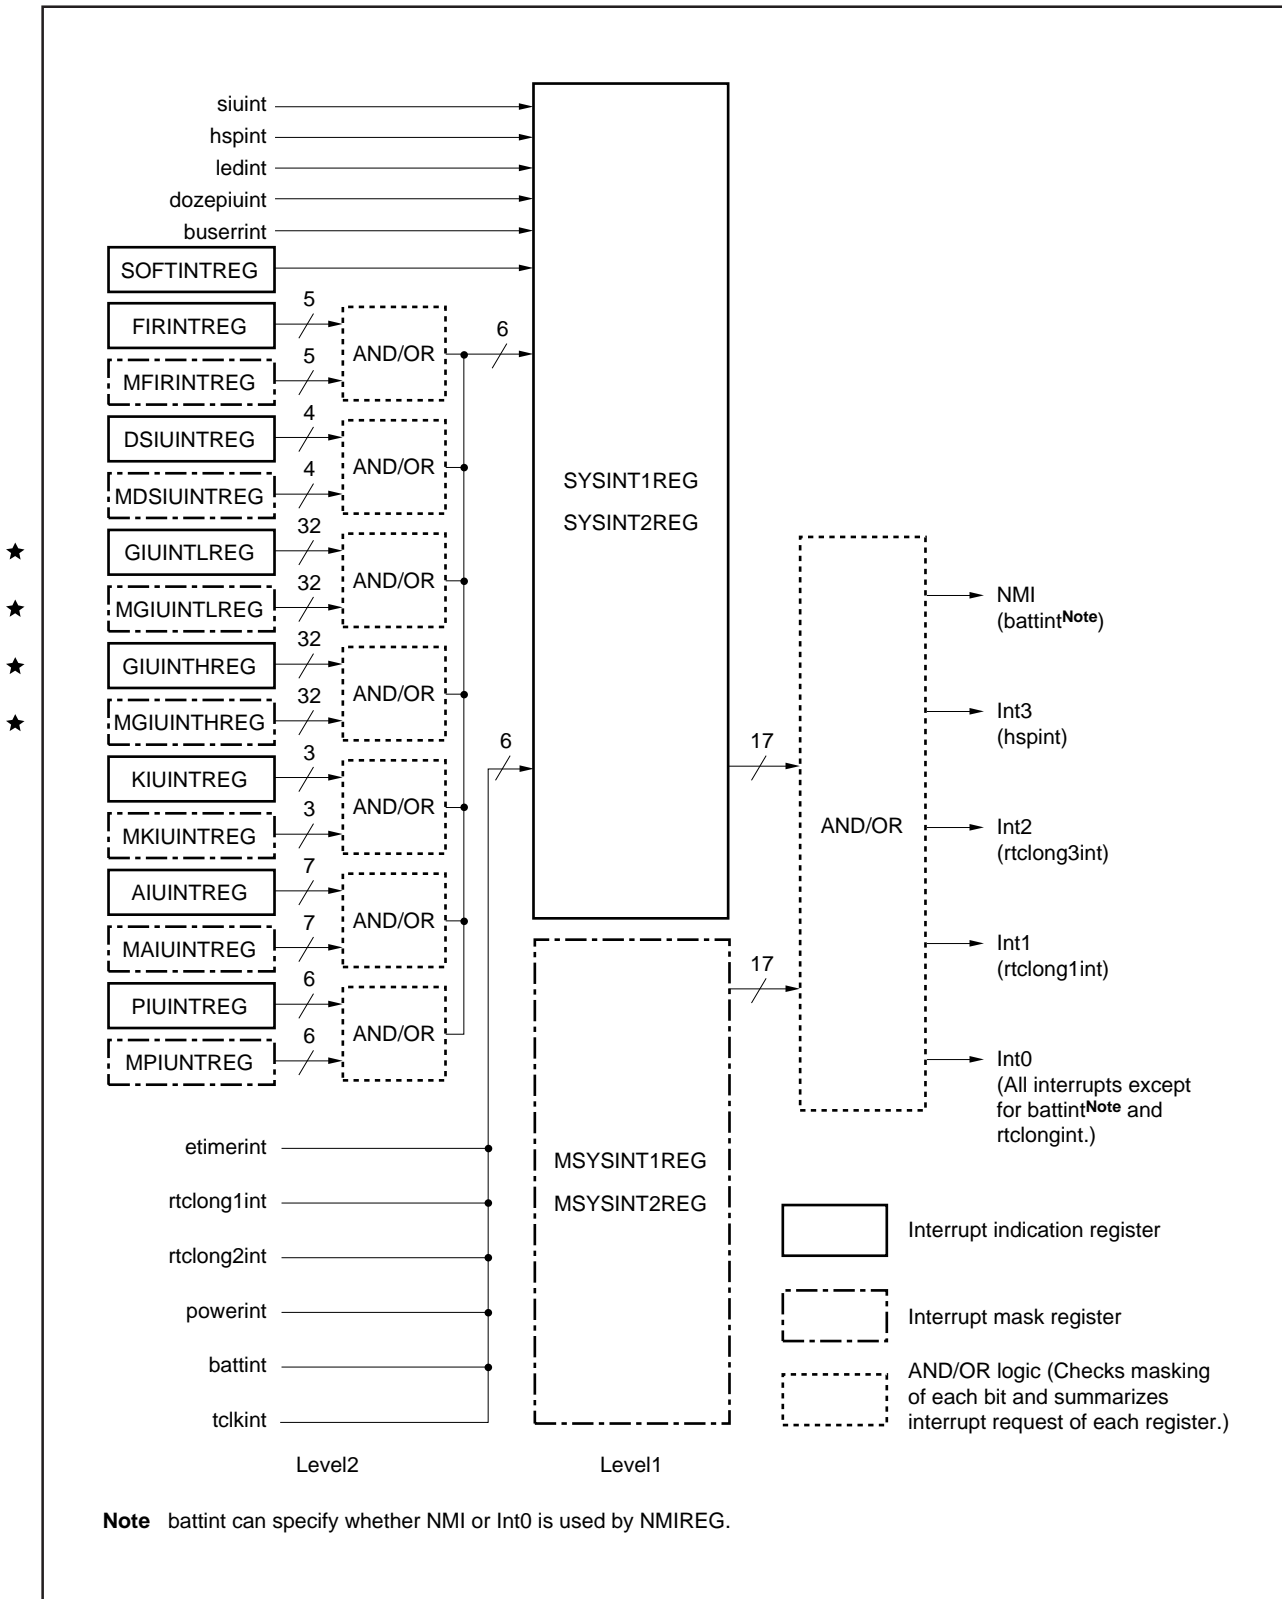 siuint
hspint
ledint
dozepiuint
buserrint
SOFTINTREG
FIRINTREG
5
MFIRINTREG
5
AND/OR
6
DSIUINTREG
4
MDSIUINTREG
4
AND/OR
★ GIUINTLREG
32
★ MGIUINTLREG
32
AND/OR
★ GIUINTHREG
32
★ MGIUINTHREG
32
AND/OR
KIUINTREG
3
MKIUINTREG
3
AND/OR
6
AIUINTREG
7
MAIUINTREG
7
AND/OR
PIUINTREG
6
MPIUNTREG
6
AND/OR
etimerint
rtclong1int
rtclong2int
powerint
battint
tclkint
Level2
SYSINT1REG
SYSINT2REG
17
MSYSINT1REG
MSYSINT2REG
17
Level1
AND/OR
NMI
(battintNote)
Int3
(hspint)
Int2
(rtclong3int)
Int1
(rtclong1int)
Int0
(All interrupts except
for battintNote and
rtclongint.)
Interrupt indication register
Interrupt mask register
AND/OR logic (Checks masking
of each bit and summarizes
interrupt request of each register.)
Note battint can specify whether NMI or Int0 is used by NMIREG.